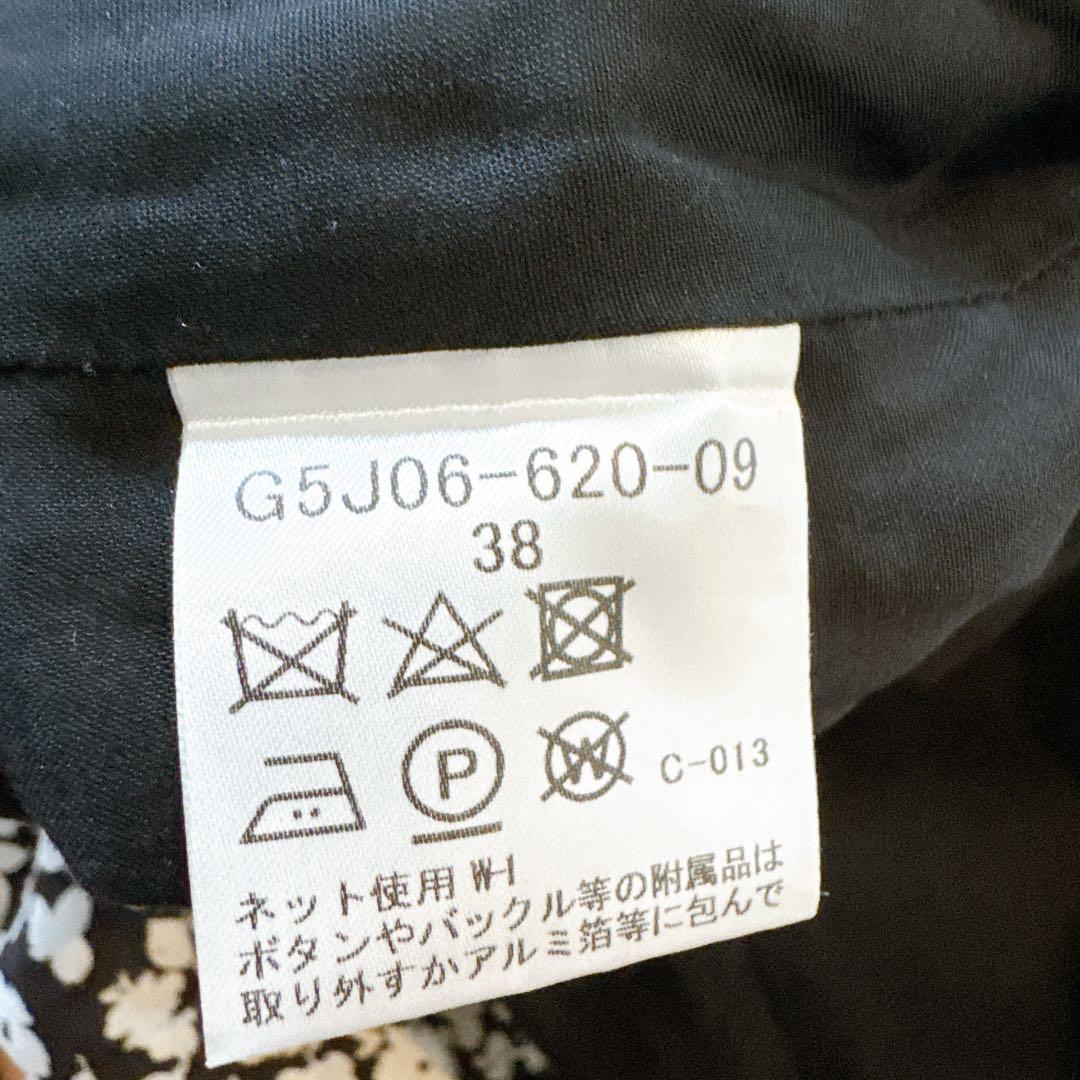 G5J06-620-09
38
P
W
C-013
ネット使用 W-1
ボタンやバックル等の附属品は
取り外すかアルミ箔等に包んで